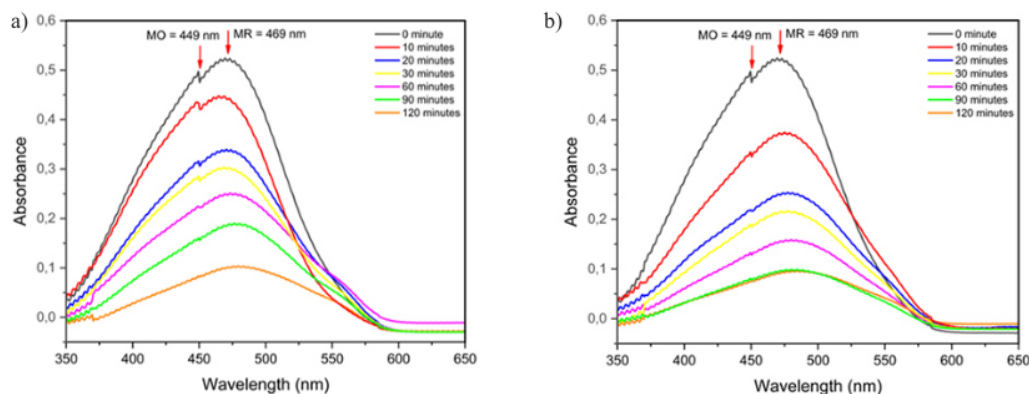 a)
MO = 449 nm
MR = 469 nm
0 minute
10 minutes
20 minutes
30 minutes
60 minutes
90 minutes
120 minutes
0,6
0,5
0,4
0,3
0,2
0,1
0,0
Absorbance
350 400 450 500 550 600 650
Wavelength (nm)
b)
MO = 449 nm
MR = 469 nm
0 minute
10 minutes
20 minutes
30 minutes
60 minutes
90 minutes
120 minutes
0,6
0,5
0,4
0,3
0,2
0,1
0,0
Absorbance
350 400 450 500 550 600 650
Wavelength (nm)